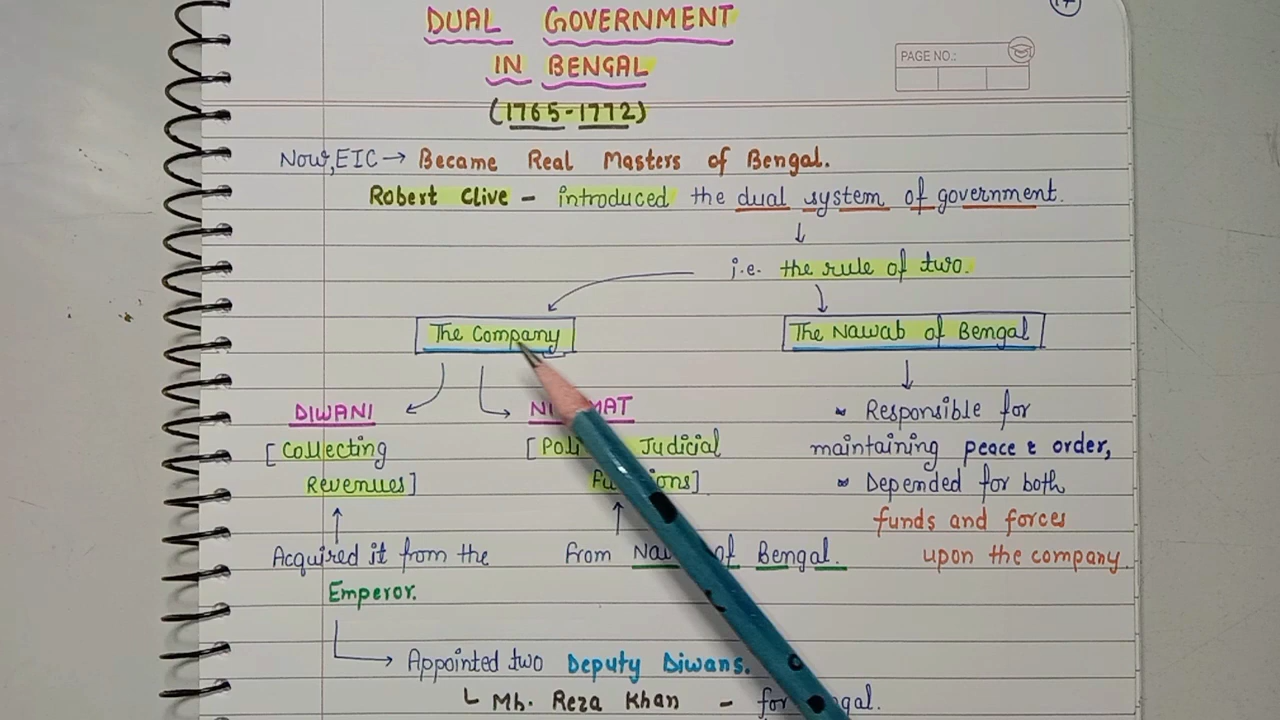 DUAL GOVERNMENT
IN BENGAL
PAGE NO.:
(1765-1772)
Now, EIC → Became Real Masters of Bengal.
Robert Clive - introduced the dual system of government.
i.e. the rule of two.
The Company
The Nawab of Bengal
DIWANI
[Collecting
Revenues]
Judicial
from of Bengal.
Responsible for
maintaining peace & order,
Depended for both
funds and forces
upon the company.
Acquired it from the
Emperor.
Appointed two Deputy Diwans.
Mh. Reza Khan -